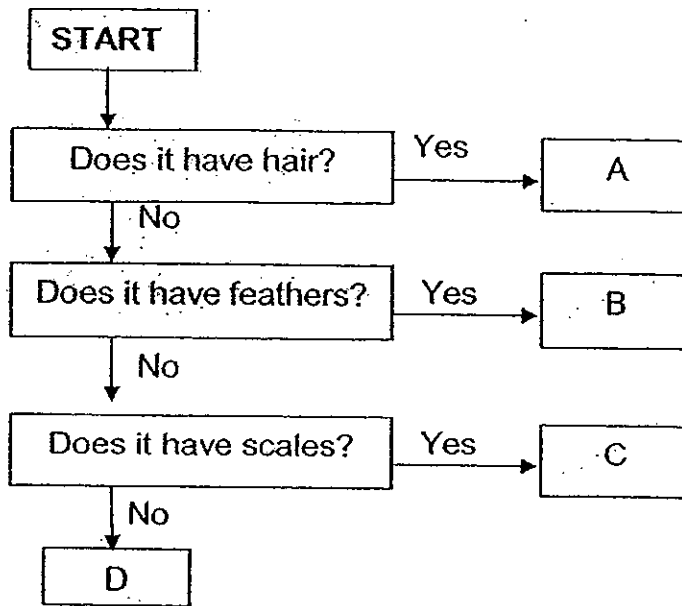 START
Does it have hair?
Yes
A
No
Does it have feathers?
Yes
B
No
Does it have scales?
Yes
C
No
D